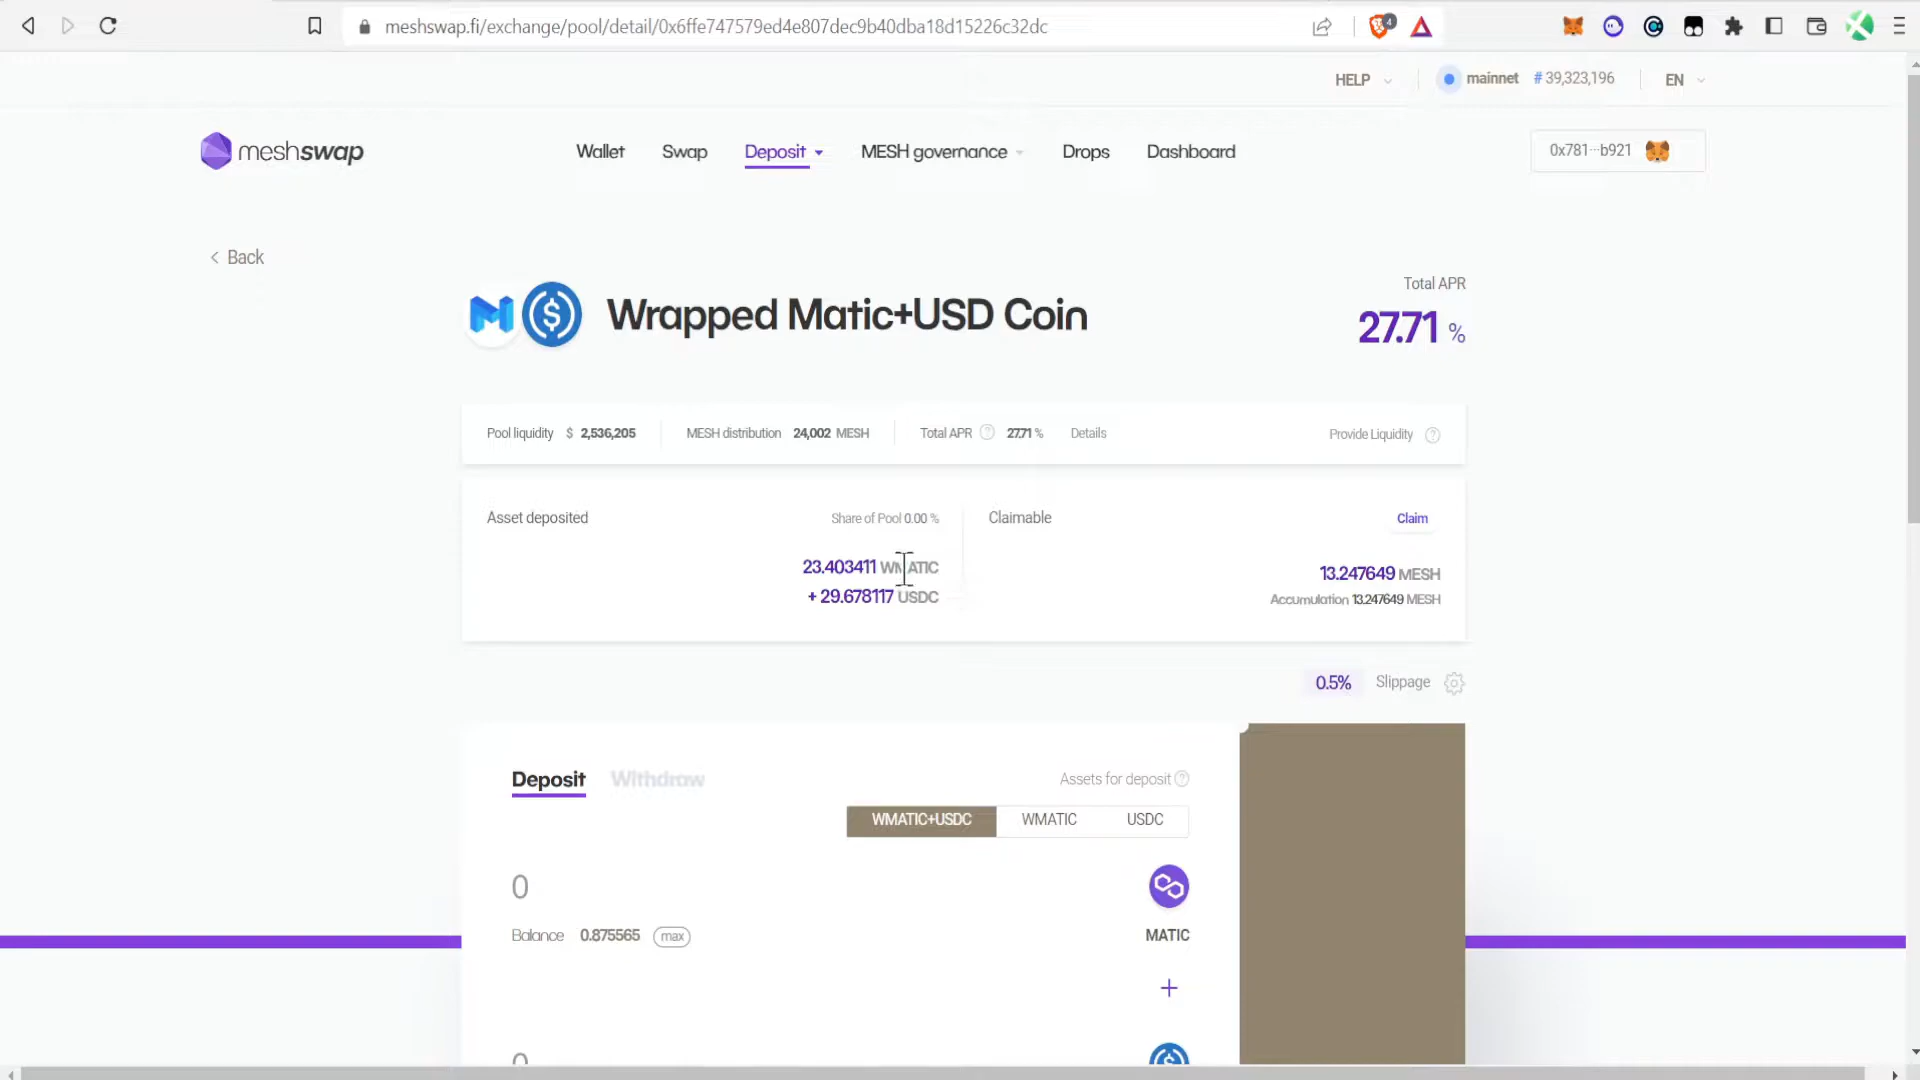 meshswap.fi/exchange/pool/detail/0x6ffe747579ed4e807dec9b40dba18d15226c32dc
4
HELP
mainnet # 39,323,196
EN
meshswap
Wallet
Swap
Deposit
MESH governance
Drops
Dashboard
0x781···b921
< Back
Wrapped Matic+USD Coin
Total APR
27.71 %
Pool liquidity $ 2,536,205
MESH distribution 24,002 MESH
Total APR ? 27.71 %
Details
Provide Liquidity ?
Asset deposited
Share of Pool 0.00 %
23.403411 WMATIC
+ 29.678117 USDC
Claimable
Claim
13.247649 MESH
Accumulation 13.247649 MESH
0.5% Slippage
Deposit
Withdraw
Assets for deposit ?
WMATIC+USDC
WMATIC
USDC
0
Balance 0.875565 max
MATIC
+
0